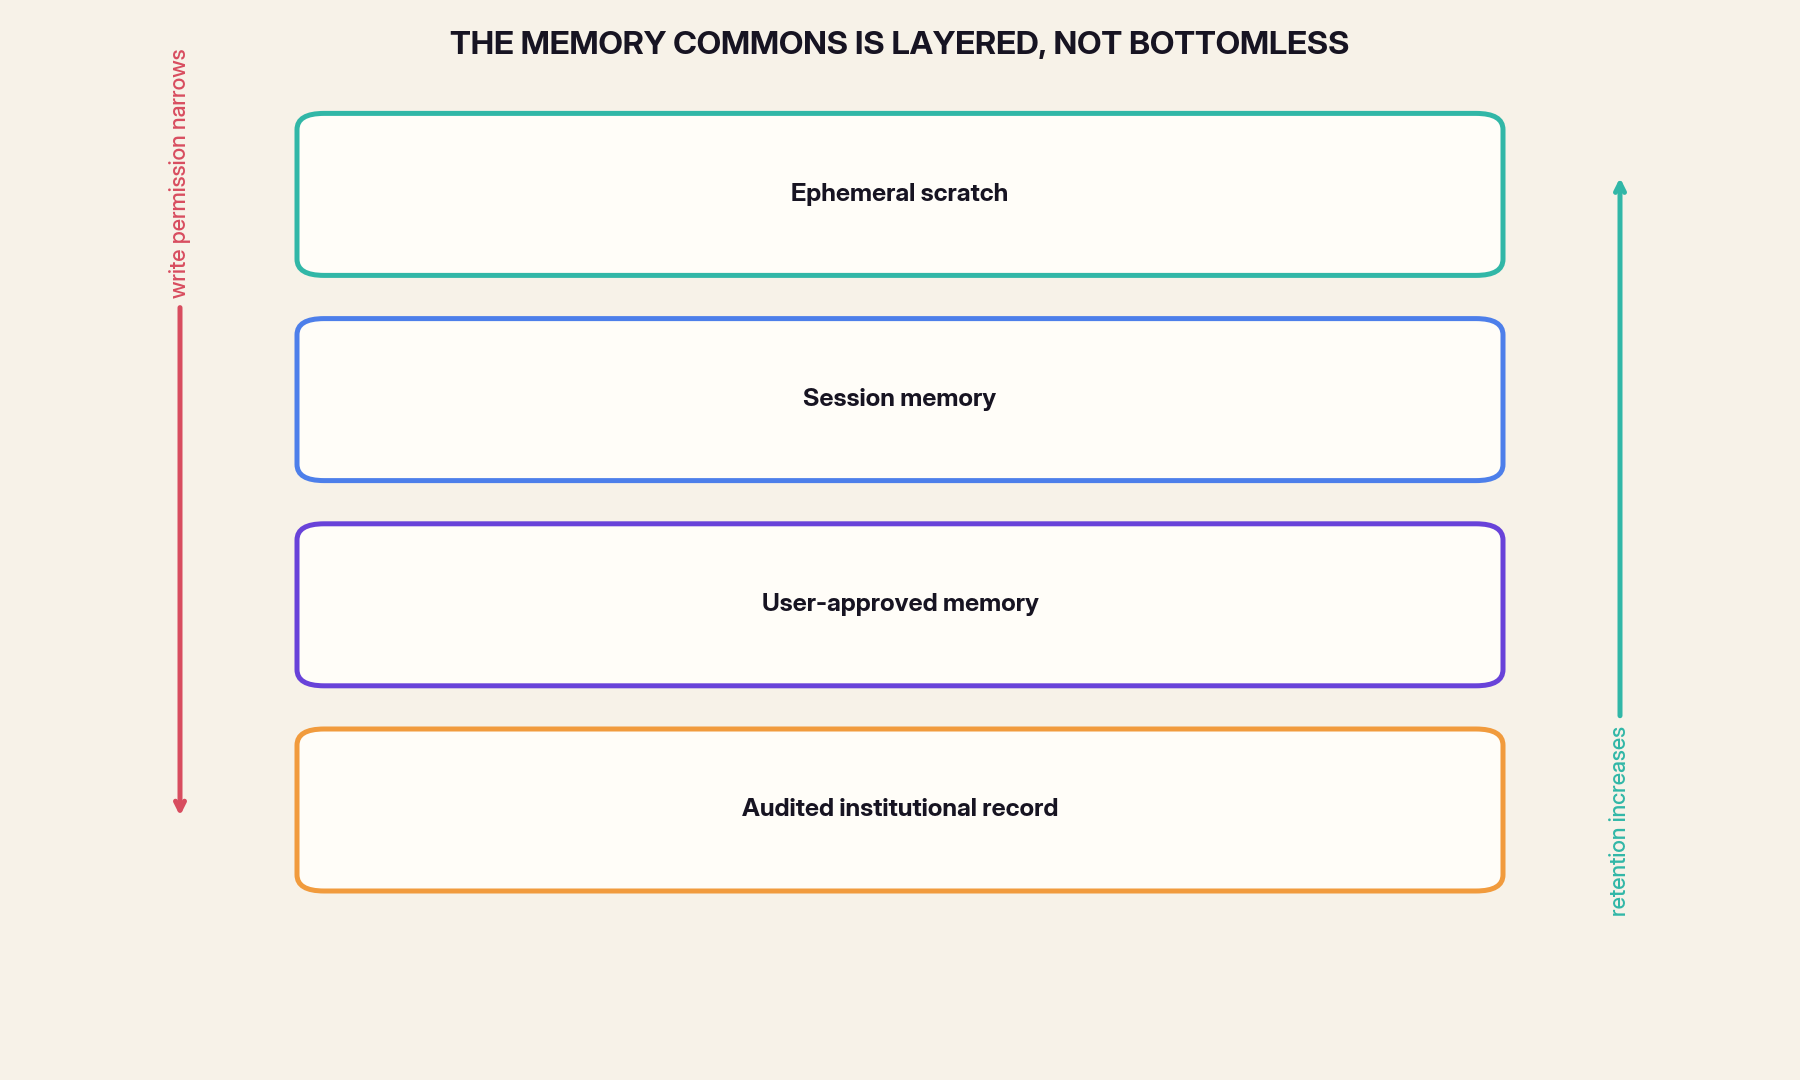 THE MEMORY COMMONS IS LAYERED, NOT BOTTOMLESS
write permission narrows
Ephemeral scratch
Session memory
User-approved memory
Audited institutional record
retention increases